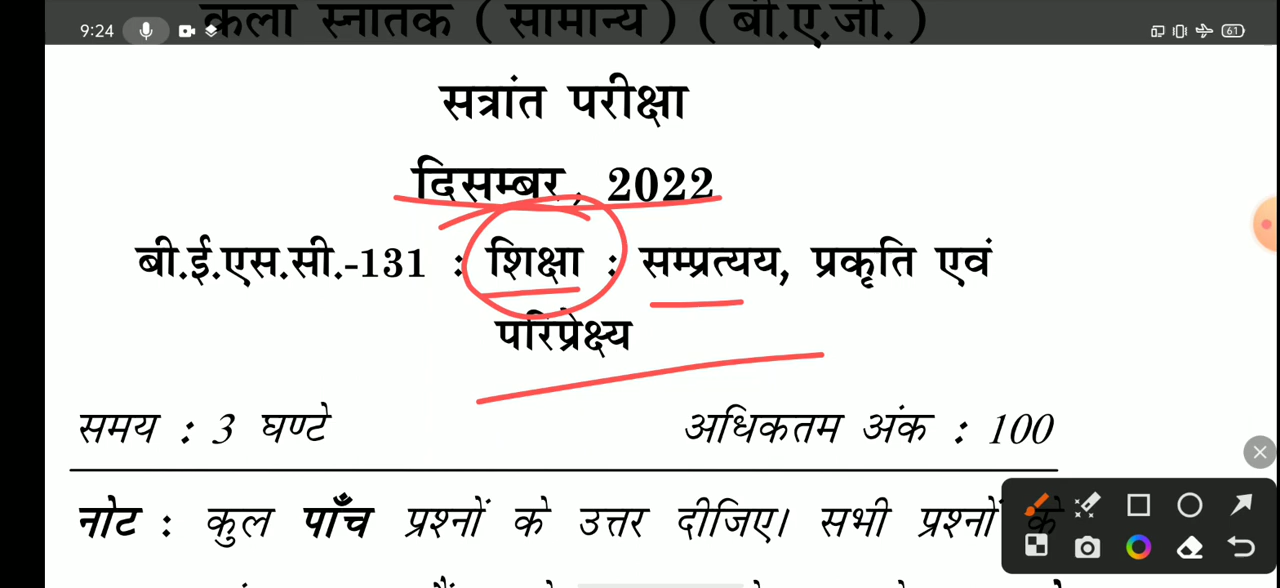 9:24
61
कला स्नातक ( सामान्य ) ( बी.ए.जी. )
सत्रांत परीक्षा
दिसम्बर, 2022
बी.ई.एस.सी.-131 : शिक्षा : सम्प्रत्यय, प्रकृति एवं
परिप्रेक्ष्य
समय : 3 घण्टे अधिकतम अंक : 100
नोट : कुल पाँच प्रश्नों के उत्तर दीजिए। सभी प्रश्नों के